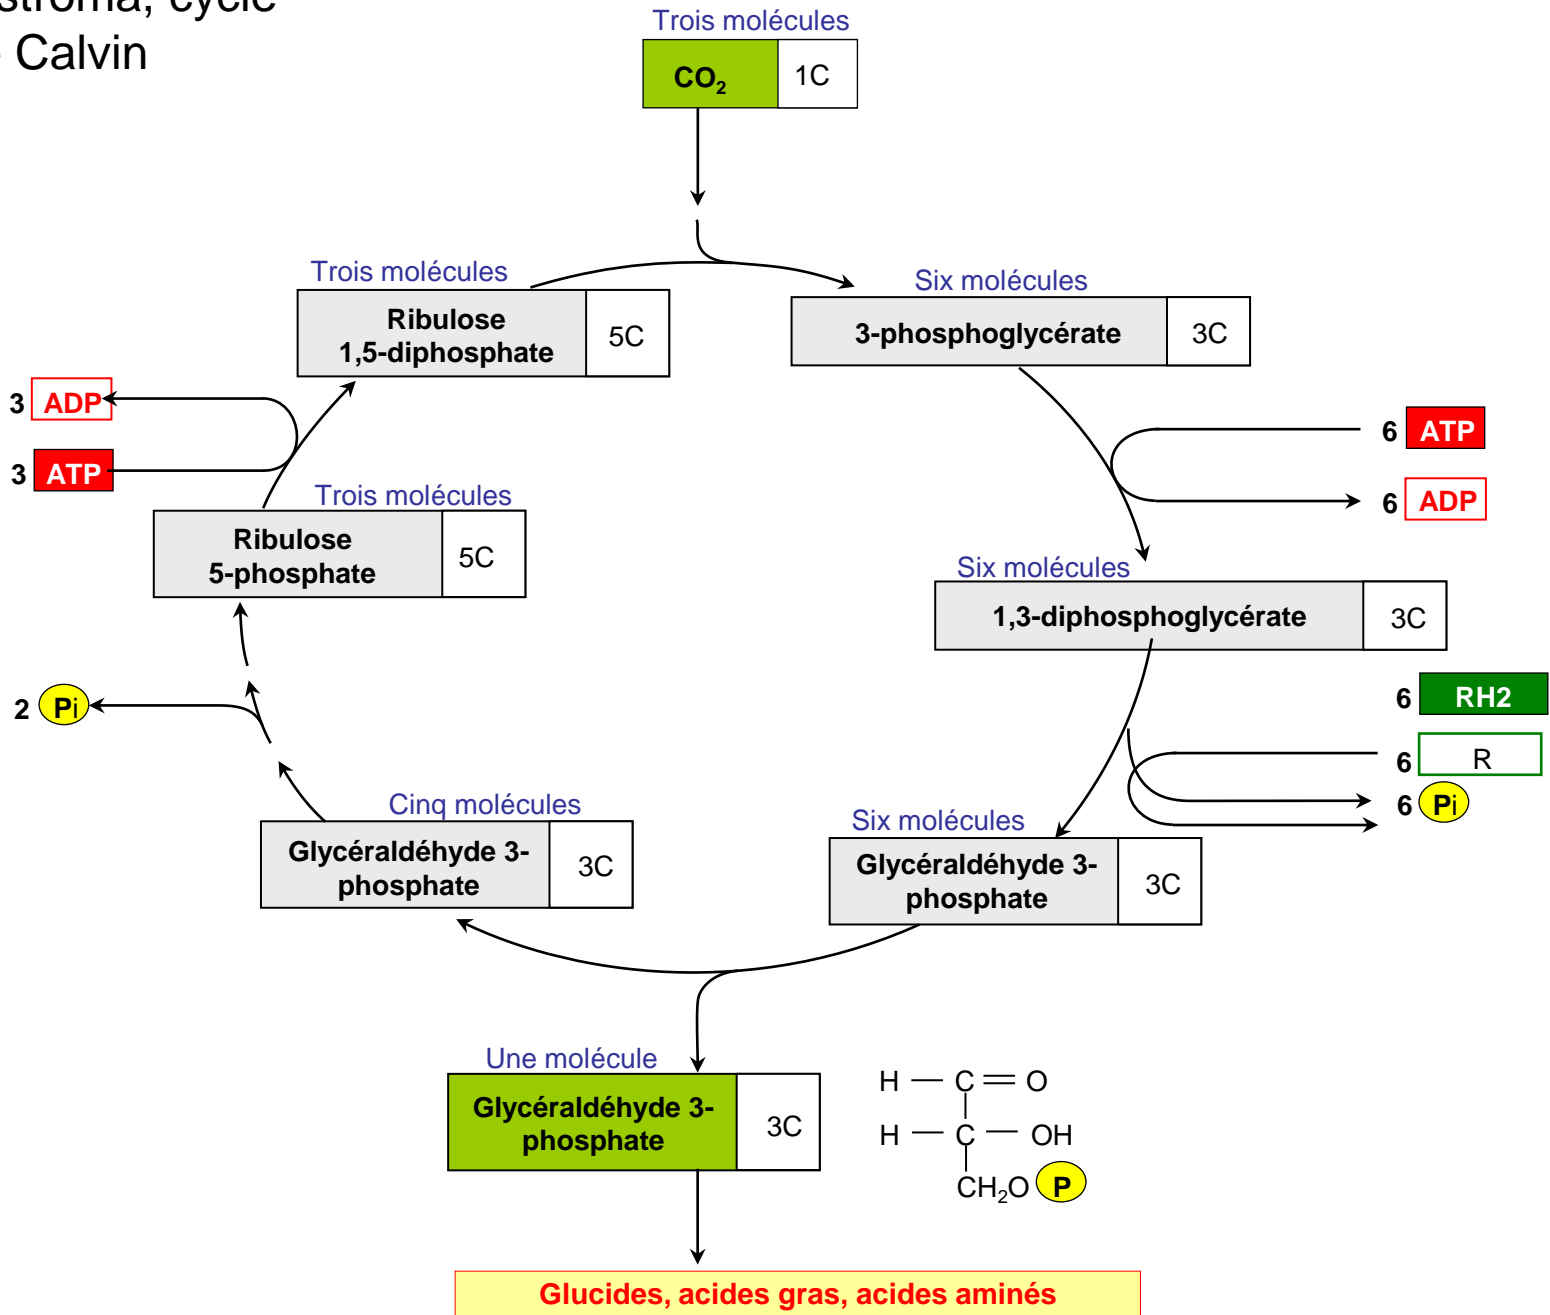 stroma, cycle
Calvin
Trois molécules
CO₂ 1C
Trois molécules
Ribulose
1,5-diphosphate
5C
Six molécules
3-phosphoglycérate 3C
3 ADP
3 ATP
6 ATP
6 ADP
Trois molécules
Ribulose
5-phosphate
5C
Six molécules
1,3-diphosphoglycérate 3C
2 Pi
6 RH2
6 R
6 Pi
Cinq molécules
Glycéraldéhyde 3-
phosphate
3C
Six molécules
Glycéraldéhyde 3-
phosphate
3C
Une molécule
Glycéraldéhyde 3-
phosphate
3C
H — C = O
H — C — OH
CH₂O P
Glucides, acides gras, acides aminés